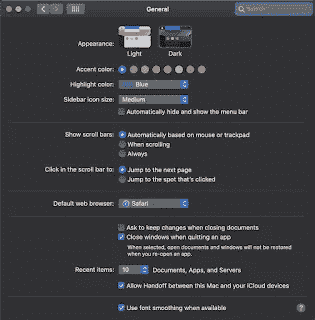 General
Search
Appearance:
Light Dark
Accent color:
Highlight color: Blue
Sidebar icon size: Medium
Automatically hide and show the menu bar
Show scroll bars: Automatically based on mouse or trackpad
When scrolling
Always
Click in the scroll bar to: Jump to the next page
Jump to the spot that's clicked
Default web browser: Safari
Ask to keep changes when closing documents
Close windows when quitting an app
When selected, open documents and windows will not be restored
when you re-open an app.
Recent items: 10 Documents, Apps, and Servers
Allow Handoff between this Mac and your iCloud devices
Use font smoothing when available
?